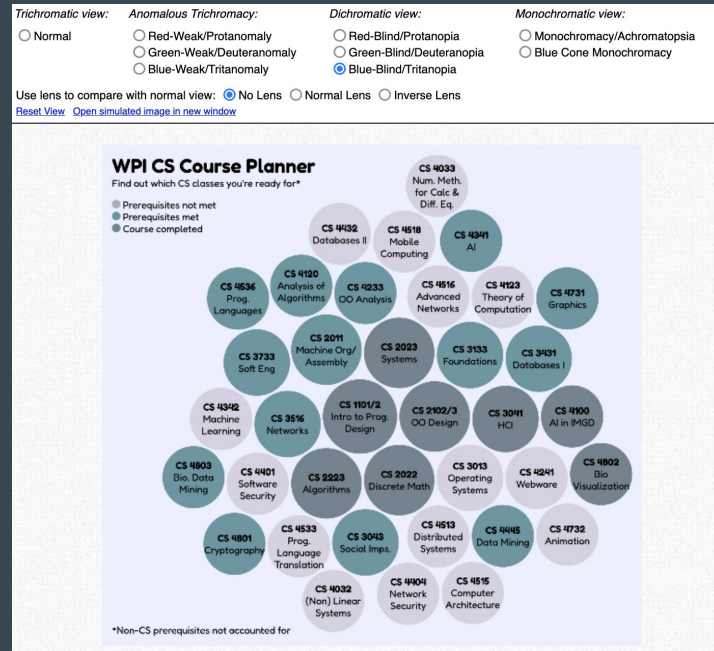 Trichromatic view:
Anomalous Trichromacy:
Dichromatic view:
Monochromatic view:
Normal
Red-Weak/Protanomaly
Red-Blind/Protanopia
Monochromacy/Achromatopsia
Green-Weak/Deuteranomaly
Green-Blind/Deuteranopia
Blue Cone Monochromacy
Blue-Weak/Tritanomaly
Blue-Blind/Tritanopia
Use lens to compare with normal view: No Lens Normal Lens Inverse Lens
Reset View Open simulated image in new window
WPI CS Course Planner
Find out which CS classes you're ready for*
Prerequisites not met
Prerequisites met
Course completed
CS 4033
Num. Meth.
for Calc &
Diff. Eq.
CS 4432
Databases II
CS 4518
Mobile
Computing
CS 4341
AI
CS 4536
Prog.
Languages
CS 4120
Analysis of
Algorithms
CS 4233
OO Analysis
CS 4516
Advanced
Networks
CS 4123
Theory of
Computation
CS 4731
Graphics
CS 3733
Soft Eng
CS 2011
Machine Org/
Assembly
CS 2023
Systems
CS 3133
Foundations
CS 3431
Databases I
CS 4342
Machine
Learning
CS 3516
Networks
CS 1101/2
Intro to Prog.
Design
CS 2102/3
OO Design
CS 3041
HCI
CS 4100
AI in IMGD
CS 4803
Bio. Data
Mining
CS 4401
Software
Security
CS 2223
Algorithms
CS 2022
Discrete Math
CS 3013
Operating
Systems
CS 4241
Webware
CS 4802
Bio
Visualization
CS 4801
Cryptography
CS 4533
Prog.
Language
Translation
CS 3043
Social Imps.
CS 4513
Distributed
Systems
CS 4445
Data Mining
CS 4732
Animation
CS 4032
(Non) Linear
Systems
CS 4404
Network
Security
CS 4515
Computer
Architecture
*Non-CS prerequisites not accounted for